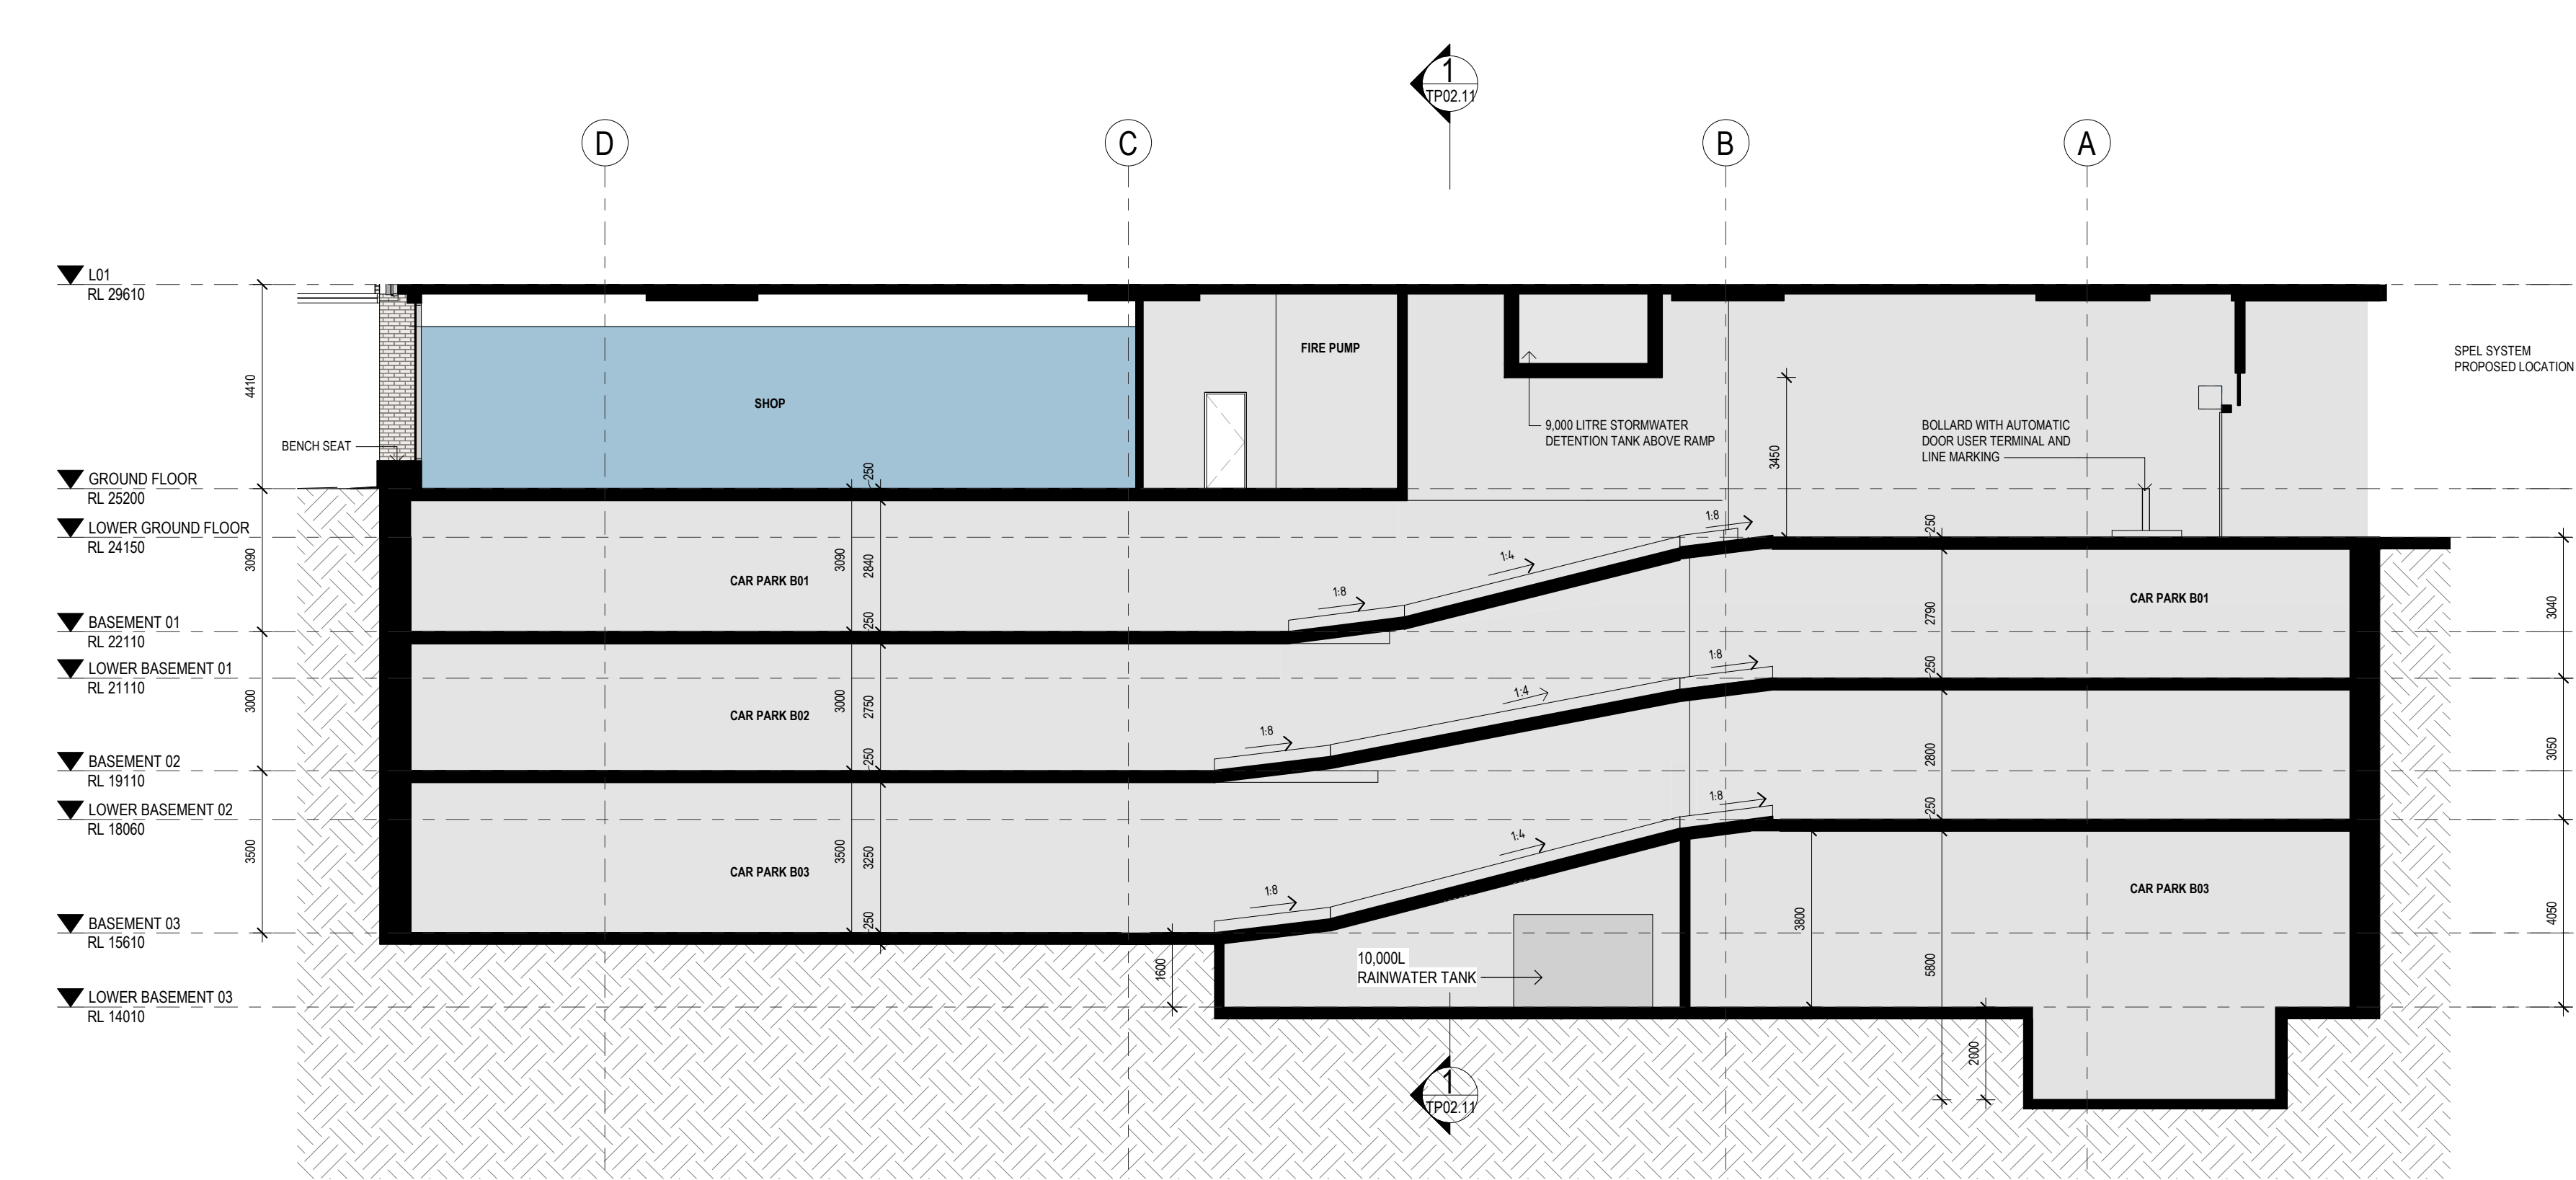 1
TP02.11
D
C
B
A
L01
RL 29610
4410
SHOP
FIRE PUMP
SPEL SYSTEM
PROPOSED LOCATION
9,000 LITRE STORMWATER
DETENTION TANK ABOVE RAMP
3450
BOLLARD WITH AUTOMATIC
DOOR USER TERMINAL AND
LINE MARKING
BENCH SEAT
GROUND FLOOR
RL 25200
250
LOWER GROUND FLOOR
RL 24150
1:8
250
3090
3090
2840
1:4
CAR PARK B01
1:8
2790
CAR PARK B01
3040
BASEMENT 01
RL 22110
250
LOWER BASEMENT 01
RL 21110
1:8
250
3000
3000
2750
1:4
CAR PARK B02
1:8
2800
3050
BASEMENT 02
RL 19110
250
LOWER BASEMENT 02
RL 18060
1:8
250
3500
3500
3250
1:4
CAR PARK B03
1:8
3800
CAR PARK B03
4050
BASEMENT 03
RL 15610
250
1600
10,000L
RAINWATER TANK
5800
LOWER BASEMENT 03
RL 14010
2000
1
TP02.11